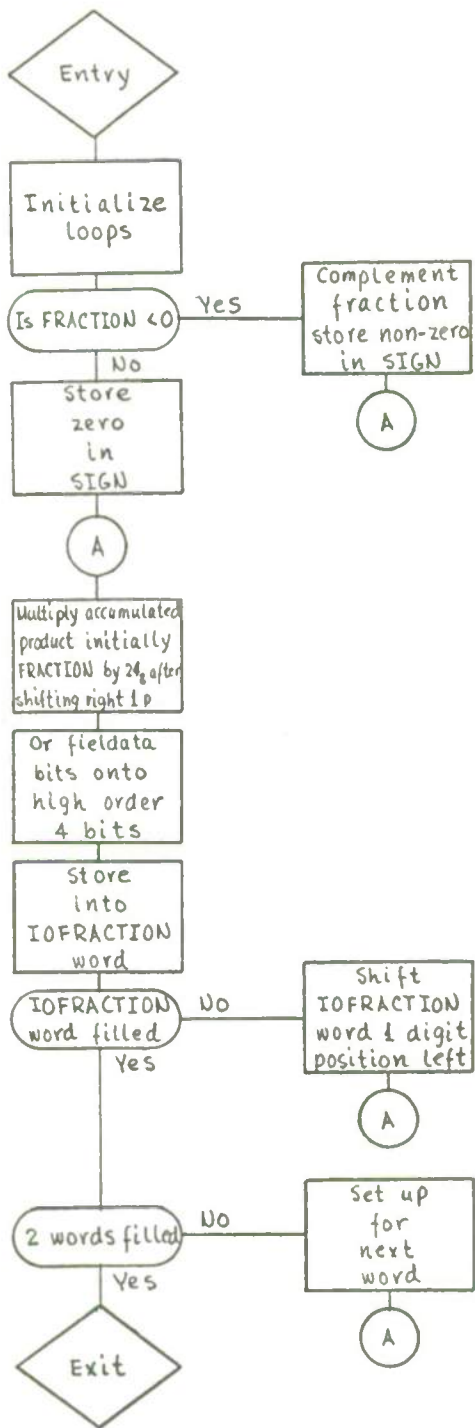 Entry
Initialize
loops
Is FRACTION <0
Yes
Complement
fraction
store non-zero
in SIGN
A
No
Store
zero
in
SIGN
A
Multiply accumulated
product initially
FRACTION by 24₈ after
shifting right 1 p
Or fieldata
bits onto
high order
4 bits
Store
into
IOFRACTION
word
IOFRACTION
word filled
No
Shift
IOFRACTION
word 1 digit
position left
A
Yes
2 words filled
No
Set up
for
next
word
A
Yes
Exit